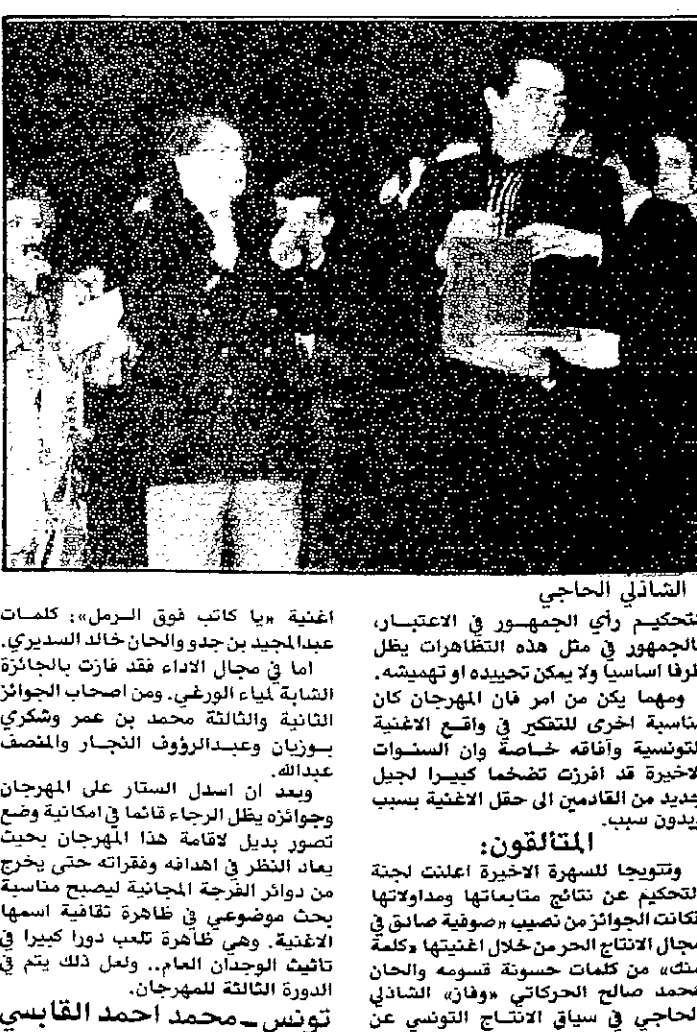 الشاذلي الحاجي
لتحكيم رأي الجمهور في الاعتبار،
فالجمهور في مثل هذه التظاهرات يظل
طرفا اساسيا ولا يمكن تحييده او تهميشه.
ومهما يكن من امر فان المهرجان كان
مناسبة اخرى للتفكير في واقع الاغنية
التونسية وآفاقه خاصة وان السنوات
الاخيرة قد افرزت تضخما كبيرا لجيل
جديد من القادمين الى حقل الاغنية بسبب
وبدون سبب.
المتألقون:
وتتويجا للسهرة الاخيرة اعلنت لجنة
التحكيم عن نتائج متابعاتها ومداولاتها
فكانت الجوائز من نصيب «صوفية صادق في
مجال الانتاج الحر من خلال اغنيتها «كلمة
منك» من كلمات حسونة قسومه والحان
محمد صالح الحركاتي «وفاز» الشاذلي
الحاجي في سياق الانتاج التونسي عن
اغنية «يا كاتب فوق الرمل»: كلمات
عبدالمجيد بن جدو والحان خالد السديري.
اما في مجال الاداء فقد فازت بالجائزة
الشابة لمياء الورغي. ومن اصحاب الجوائز
الثانية والثالثة محمد بن عمر وشكري
بوزيان وعبدالرؤوف النجار والمنصف
عبدالله.
وبعد ان اسدل الستار على المهرجان
وجوائزه يظل الرجاء قائما في امكانية وضع
تصور بديل لاقامة هذا المهرجان بحيث
يعاد النظر في اهدافه وفقراته حتى يخرج
من دوائر الفرجة المجانية ليصبح مناسبة
بحث موضوعي في ظاهرة ثقافية اسمها
الاغنية. وهي ظاهرة تلعب دورا كبيرا في
تاثيث الوجدان العام.. ولعل ذلك يتم في
الدورة الثالثة للمهرجان.
تونس ــ محمد احمد القابسي